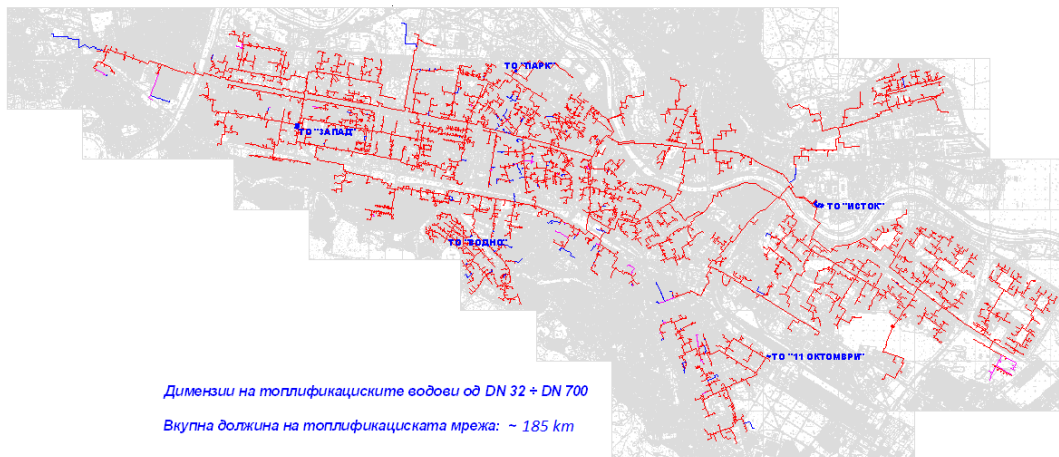 ТО "ПАРК"
ТО "ЗАПАД"
ТО "ИСТОК"
ТО "ВОДНО"
ТО "11 ОКТОМВРИ"
Димензии на топлификациските водови од DN 32 ÷ DN 700
Вкупна должина на топлификациската мрежа: ~ 185 km